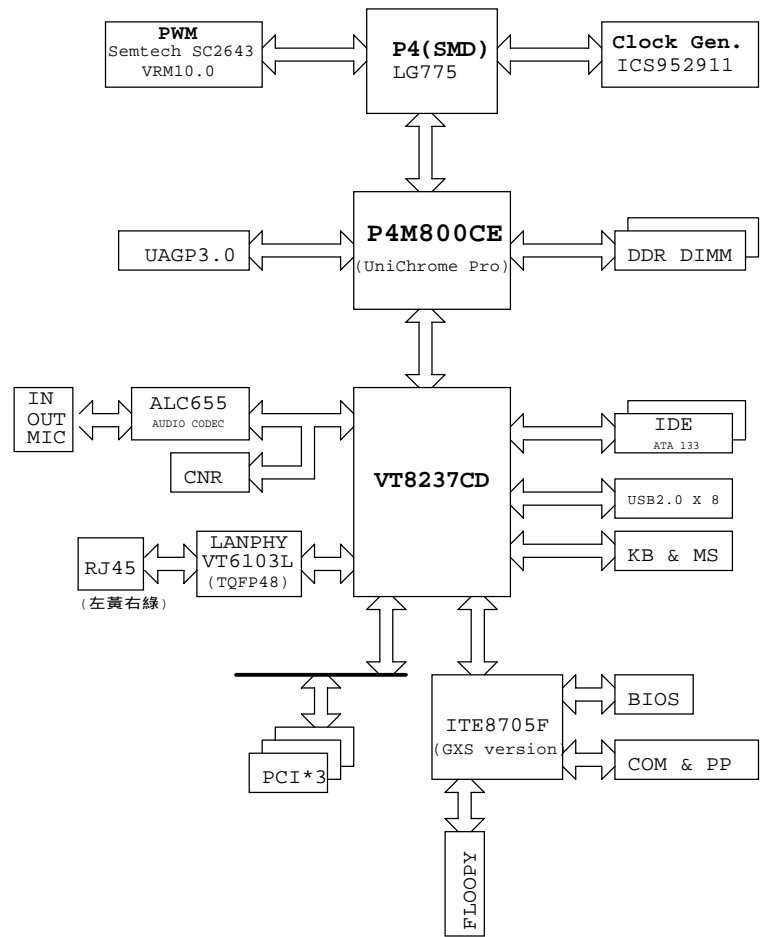 PWM
Semtech SC2643
VRM10.0
P4(SMD)
LG775
Clock Gen.
ICS952911
P4M800CE
(UniChrome Pro)
UAGP3.0
DDR DIMM
IN
OUT
MIC
ALC655
AUDIO CODEC
CNR
VT8237CD
IDE
ATA 133
USB2.0 X 8
KB & MS
RJ45
(左黃右綠)
LANPHY
VT6103L
(TQFP48)
PCI*3
ITE8705F
(GXS version)
BIOS
COM & PP
FLOOPY